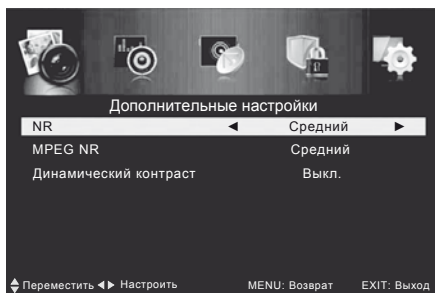 Дополнительные настройки
NR ◀ Средний ▶
MPEG NR Средний
Динамический контраст Выкл.
Переместить ◀▶ Настроить MENU: Возврат EXIT: Выход